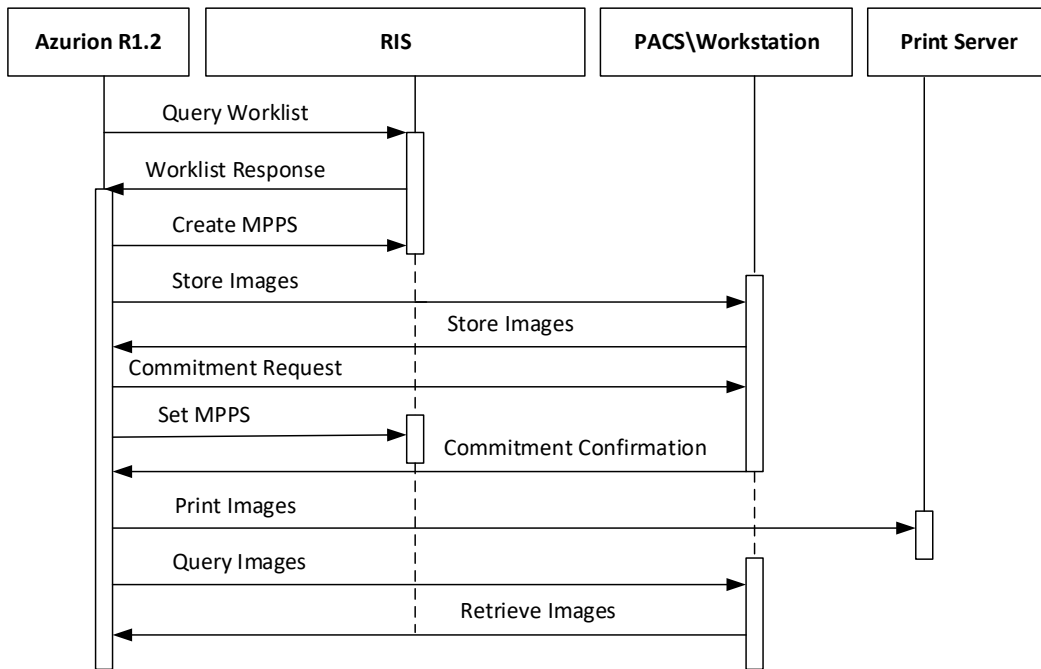 Azurion R1.2
RIS
PACS\Workstation
Print Server
Query Worklist
Worklist Response
Create MPPS
Store Images
Store Images
Commitment Request
Set MPPS
Commitment Confirmation
Print Images
Query Images
Retrieve Images